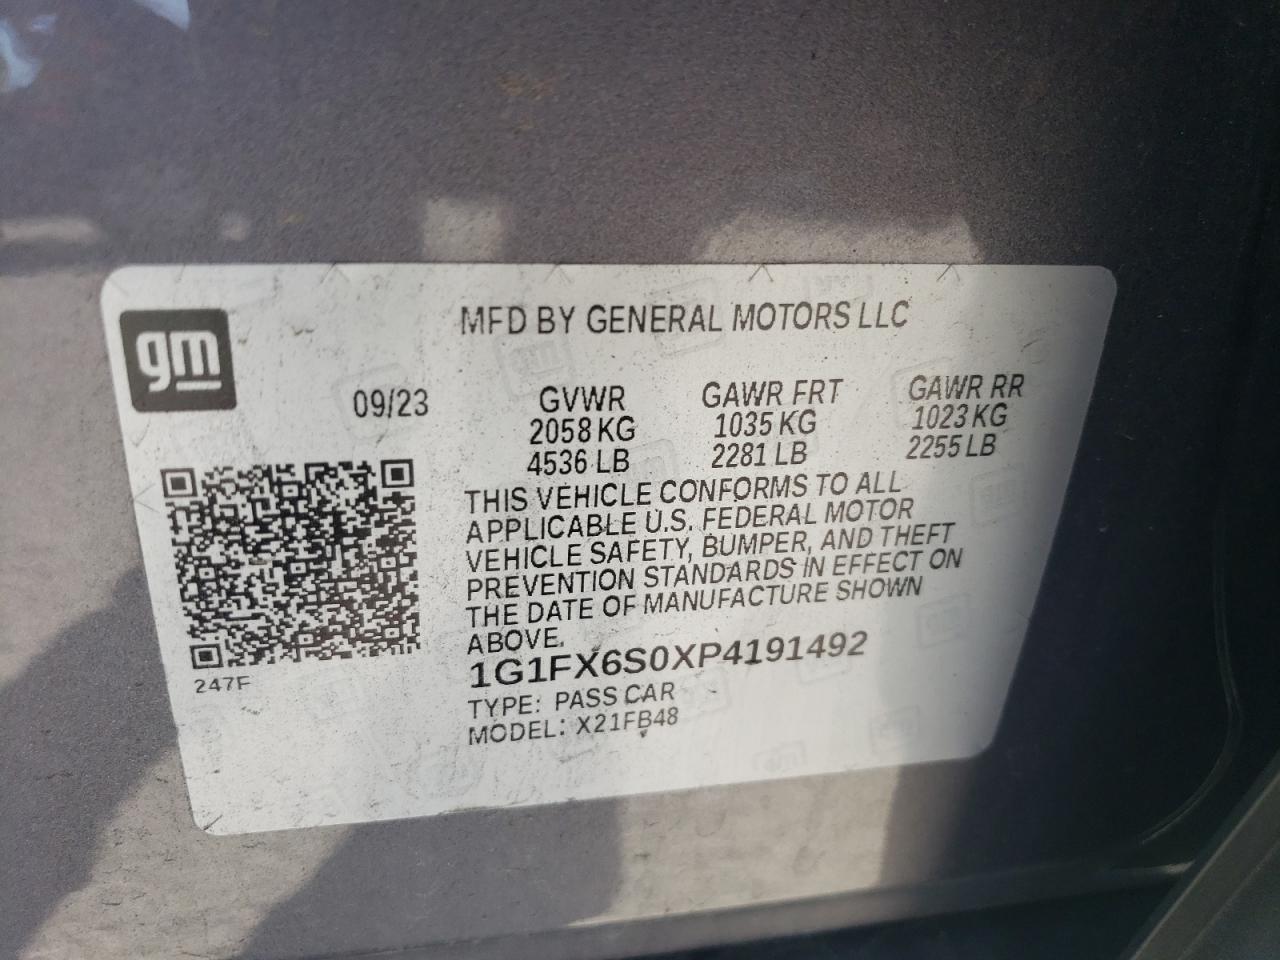 gm
MFD BY GENERAL MOTORS LLC
09/23
GVWR
2058 KG
4536 LB
GAWR FRT
1035 KG
2281 LB
GAWR RR
1023 KG
2255 LB
THIS VEHICLE CONFORMS TO ALL
APPLICABLE U.S. FEDERAL MOTOR
VEHICLE SAFETY, BUMPER, AND THEFT
PREVENTION STANDARDS IN EFFECT ON
THE DATE OF MANUFACTURE SHOWN
ABOVE.
1G1FX6S0XP4191492
TYPE: PASS CAR
MODEL: X21FB48
247F